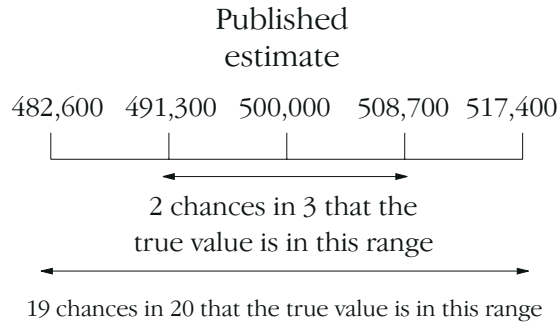 Published
estimate
482,600 491,300 500,000 508,700 517,400
2 chances in 3 that the
true value is in this range
19 chances in 20 that the true value is in this range